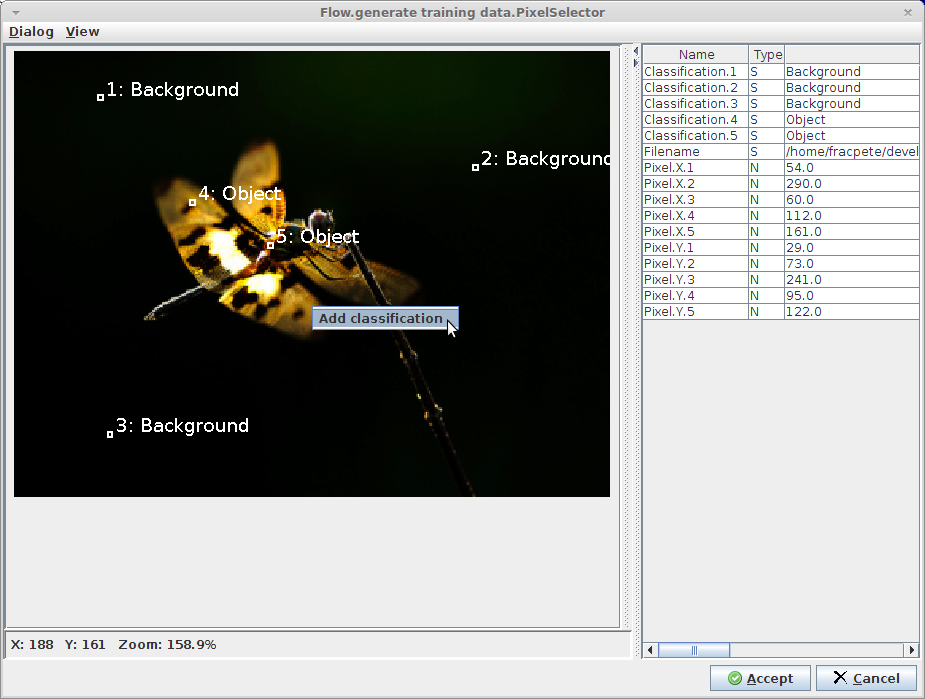 Flow.generate training data.PixelSelector
Dialog View
1: Background
2: Background
4: Object
5: Object
Add classification
3: Background
Name Type
Classification.1 S Background
Classification.2 S Background
Classification.3 S Background
Classification.4 S Object
Classification.5 S Object
Filename S /home/fracpete/devel
Pixel.X.1 N 54.0
Pixel.X.2 N 290.0
Pixel.X.3 N 60.0
Pixel.X.4 N 112.0
Pixel.X.5 N 161.0
Pixel.Y.1 N 29.0
Pixel.Y.2 N 73.0
Pixel.Y.3 N 241.0
Pixel.Y.4 N 95.0
Pixel.Y.5 N 122.0
X: 188 Y: 161 Zoom: 158.9%
Accept Cancel